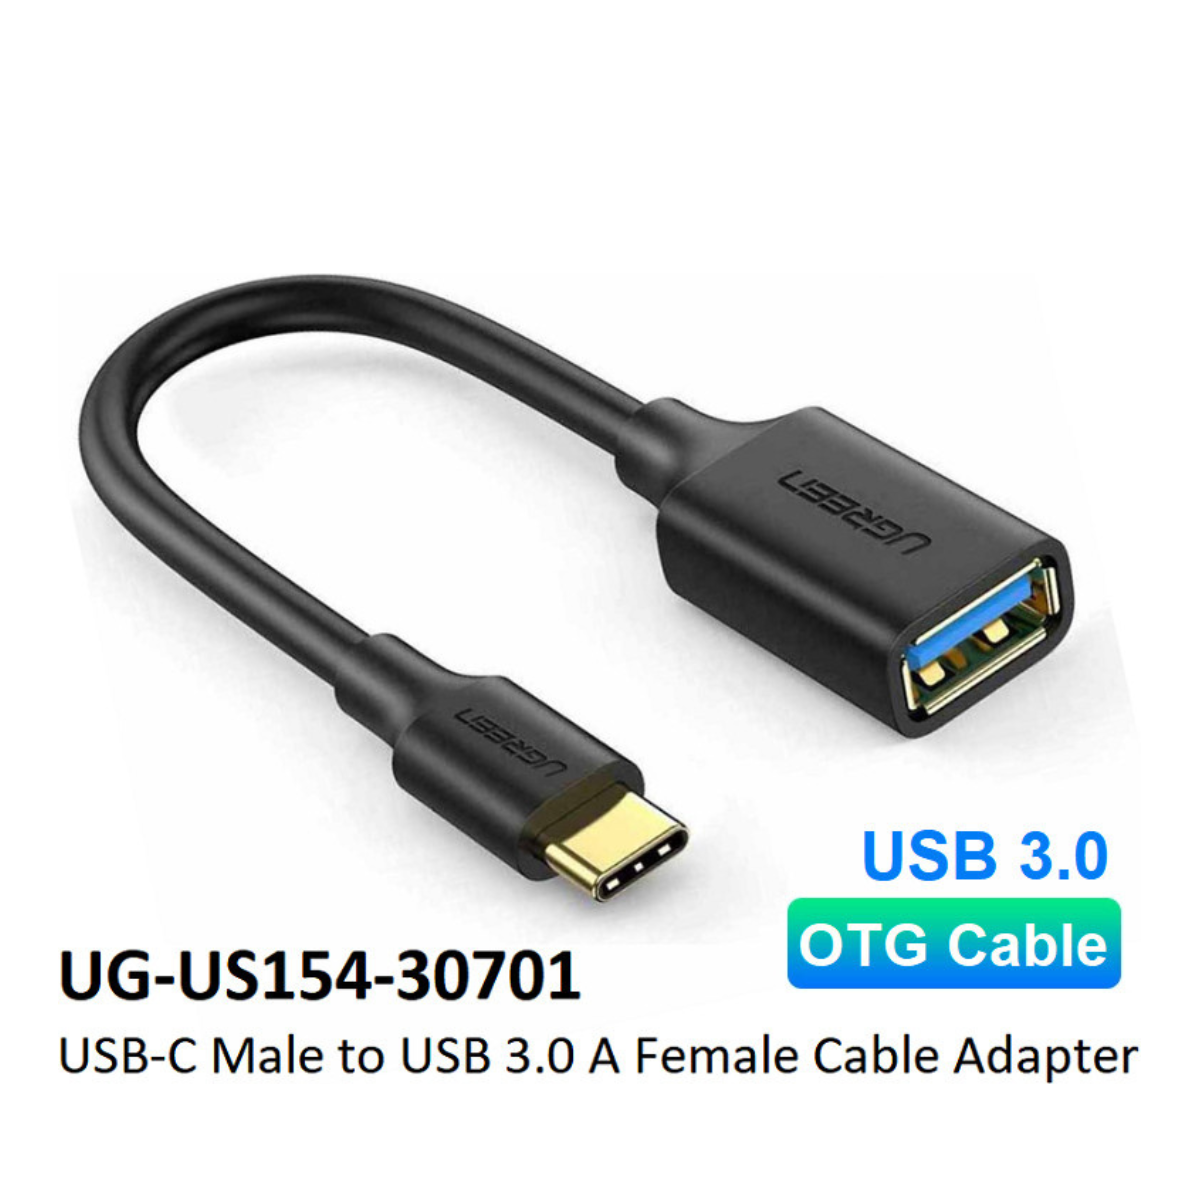 UGREEN
UGREEN
USB 3.0
OTG Cable
UG-US154-30701
USB-C Male to USB 3.0 A Female Cable Adapter